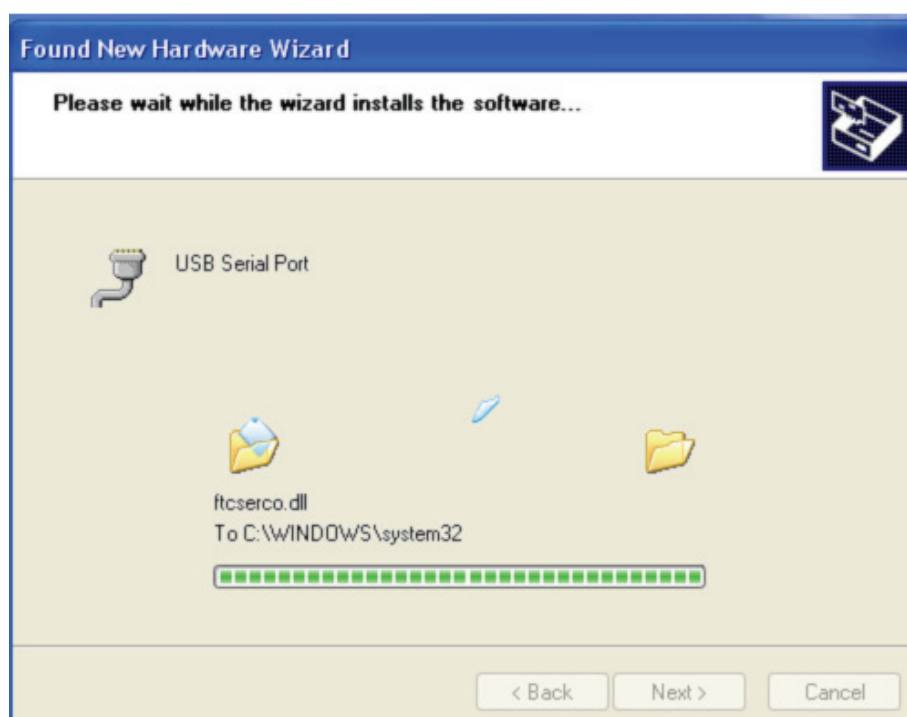 Found New Hardware Wizard
Please wait while the wizard installs the software...
USB Serial Port
ftcserco.dll
To C:\WINDOWS\system32
< Back Next > Cancel